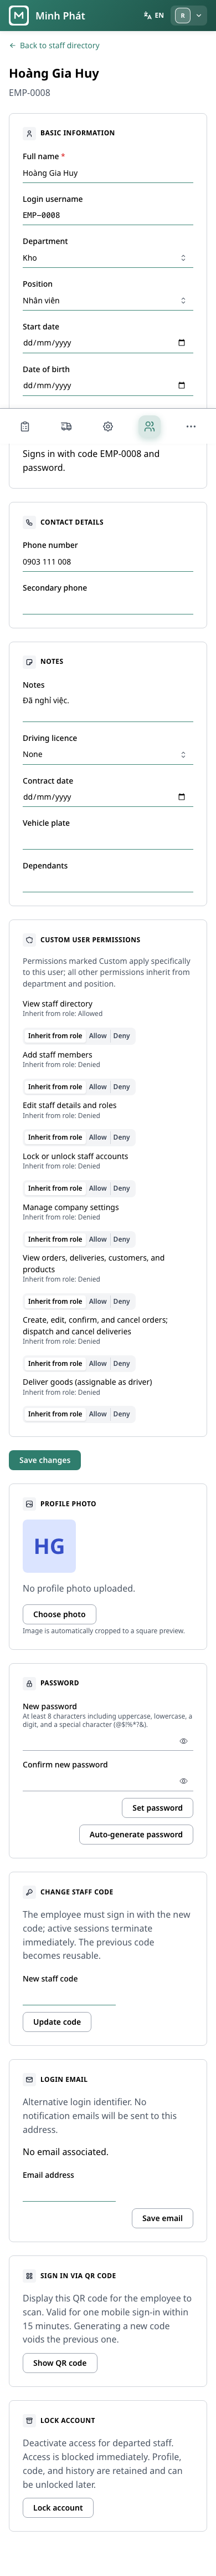 Minh Phát
EN
R
Back to staff directory
Hoàng Gia Huy
EMP-0008
BASIC INFORMATION
Full name *
Hoàng Gia Huy
Login username
EMP-0008
Department
Kho
Position
Nhân viên
Start date
dd/mm/yyyy
Date of birth
dd/mm/yyyy
Signs in with code EMP-0008 and
password.
CONTACT DETAILS
Phone number
0903 111 008
Secondary phone
NOTES
Notes
Đã nghỉ việc.
Driving licence
None
Contract date
dd/mm/yyyy
Vehicle plate
Dependants
CUSTOM USER PERMISSIONS
Permissions marked Custom apply specifically
to this user; all other permissions inherit from
department and position.
View staff directory
Inherit from role: Allowed
Inherit from role Allow Deny
Add staff members
Inherit from role: Denied
Inherit from role Allow Deny
Edit staff details and roles
Inherit from role: Denied
Inherit from role Allow Deny
Lock or unlock staff accounts
Inherit from role: Denied
Inherit from role Allow Deny
Manage company settings
Inherit from role: Denied
Inherit from role Allow Deny
View orders, deliveries, customers, and
products
Inherit from role: Denied
Inherit from role Allow Deny
Create, edit, confirm, and cancel orders;
dispatch and cancel deliveries
Inherit from role: Denied
Inherit from role Allow Deny
Deliver goods (assignable as driver)
Inherit from role: Denied
Inherit from role Allow Deny
Save changes
PROFILE PHOTO
HG
No profile photo uploaded.
Choose photo
Image is automatically cropped to a square preview.
PASSWORD
New password
At least 8 characters including uppercase, lowercase, a
digit, and a special character (@$!%*?&).
Confirm new password
Set password
Auto-generate password
CHANGE STAFF CODE
The employee must sign in with the new
code; active sessions terminate
immediately. The previous code
becomes reusable.
New staff code
Update code
LOGIN EMAIL
Alternative login identifier. No
notification emails will be sent to this
address.
No email associated.
Email address
Save email
SIGN IN VIA QR CODE
Display this QR code for the employee to
scan. Valid for one mobile sign-in within
15 minutes. Generating a new code
voids the previous one.
Show QR code
LOCK ACCOUNT
Deactivate access for departed staff.
Access is blocked immediately. Profile,
code, and history are retained and can
be unlocked later.
Lock account